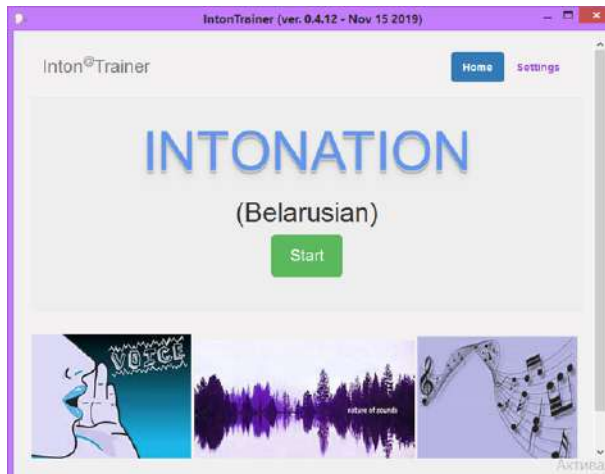 IntonTrainer (ver. 0.4.12 - Nov 15 2019)
Inton@Trainer
Home
Settings
INTONATION
(Belarusian)
Start
VOICE
nature of sounds
Актива